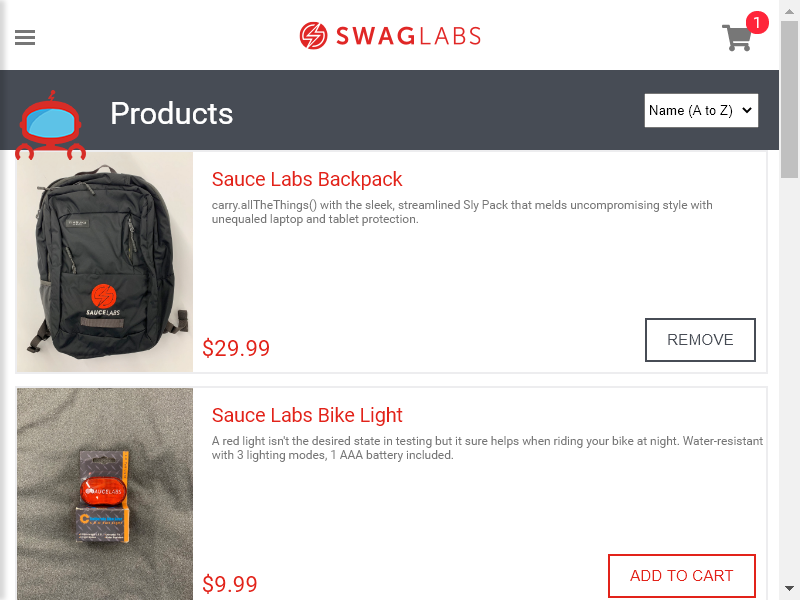 SWAGLABS
1
Products
Name (A to Z)
Sauce Labs Backpack
carry.allTheThings() with the sleek, streamlined Sly Pack that melds uncompromising style with
unequaled laptop and tablet protection.
SAUCELABS
$29.99
REMOVE
Sauce Labs Bike Light
A red light isn't the desired state in testing but it sure helps when riding your bike at night. Water-resistant
with 3 lighting modes, 1 AAA battery included.
SAUCELABS
$9.99
ADD TO CART